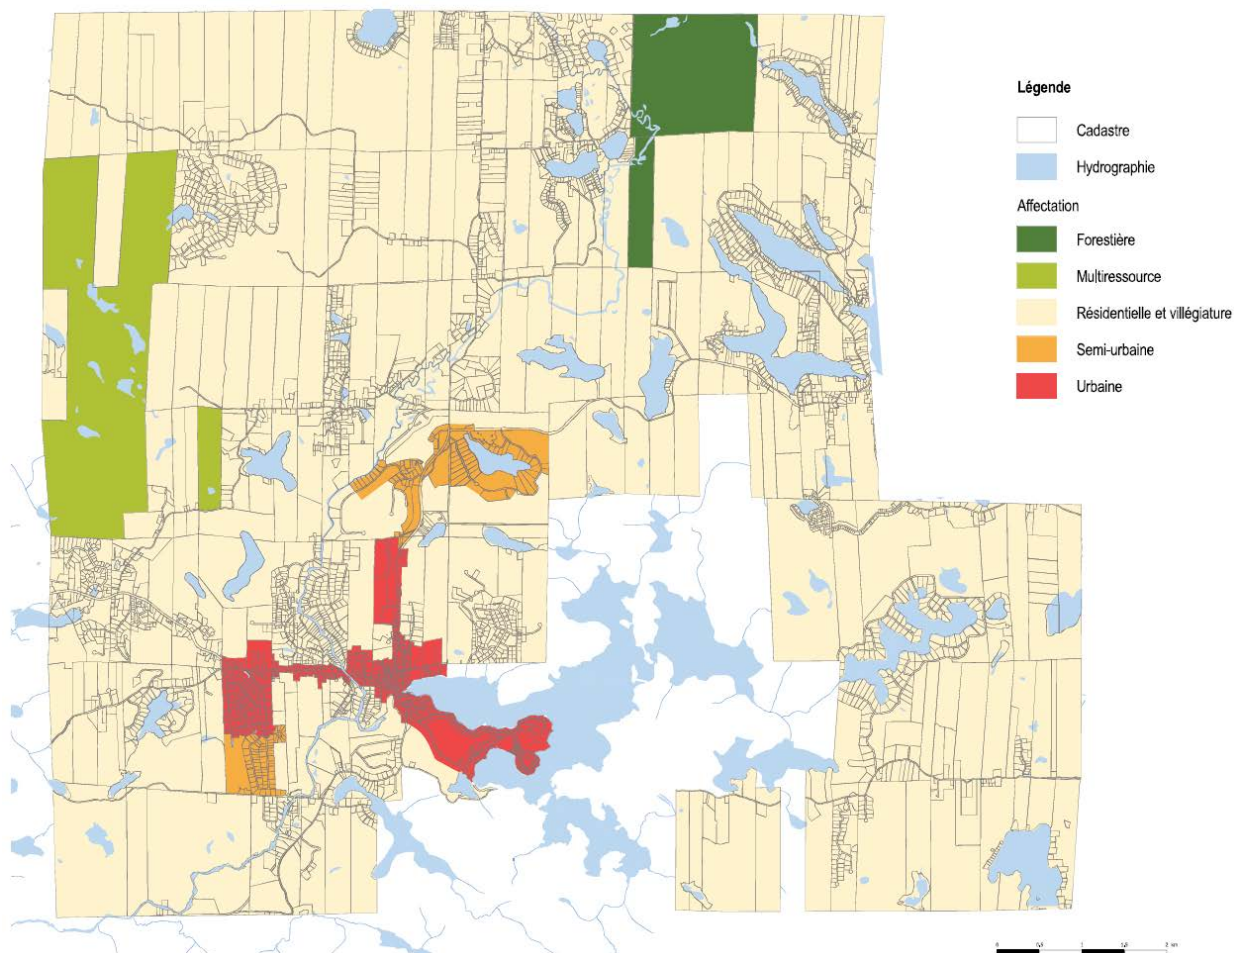 Légende
Cadastre
Hydrographie
Affectation
Forestière
Multiressource
Résidentielle et villégiature
Semi-urbaine
Urbaine